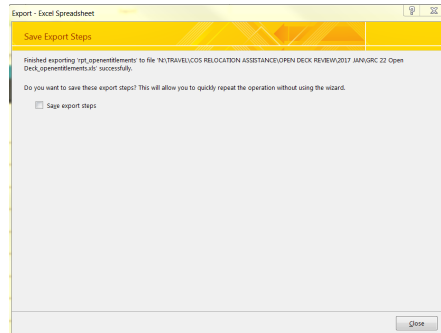 Export - Excel Spreadsheet
Save Export Steps
Finished exporting 'rpt_openentitlements' to file 'N:\TRAVEL\COS RELOCATION ASSISTANCE\OPEN DECK REVIEW\2017 JAN\GRC 22 Open
Deck_openentitlements.xls' successfully.
Do you want to save these export steps? This will allow you to quickly repeat the operation without using the wizard.
Save export steps
Close